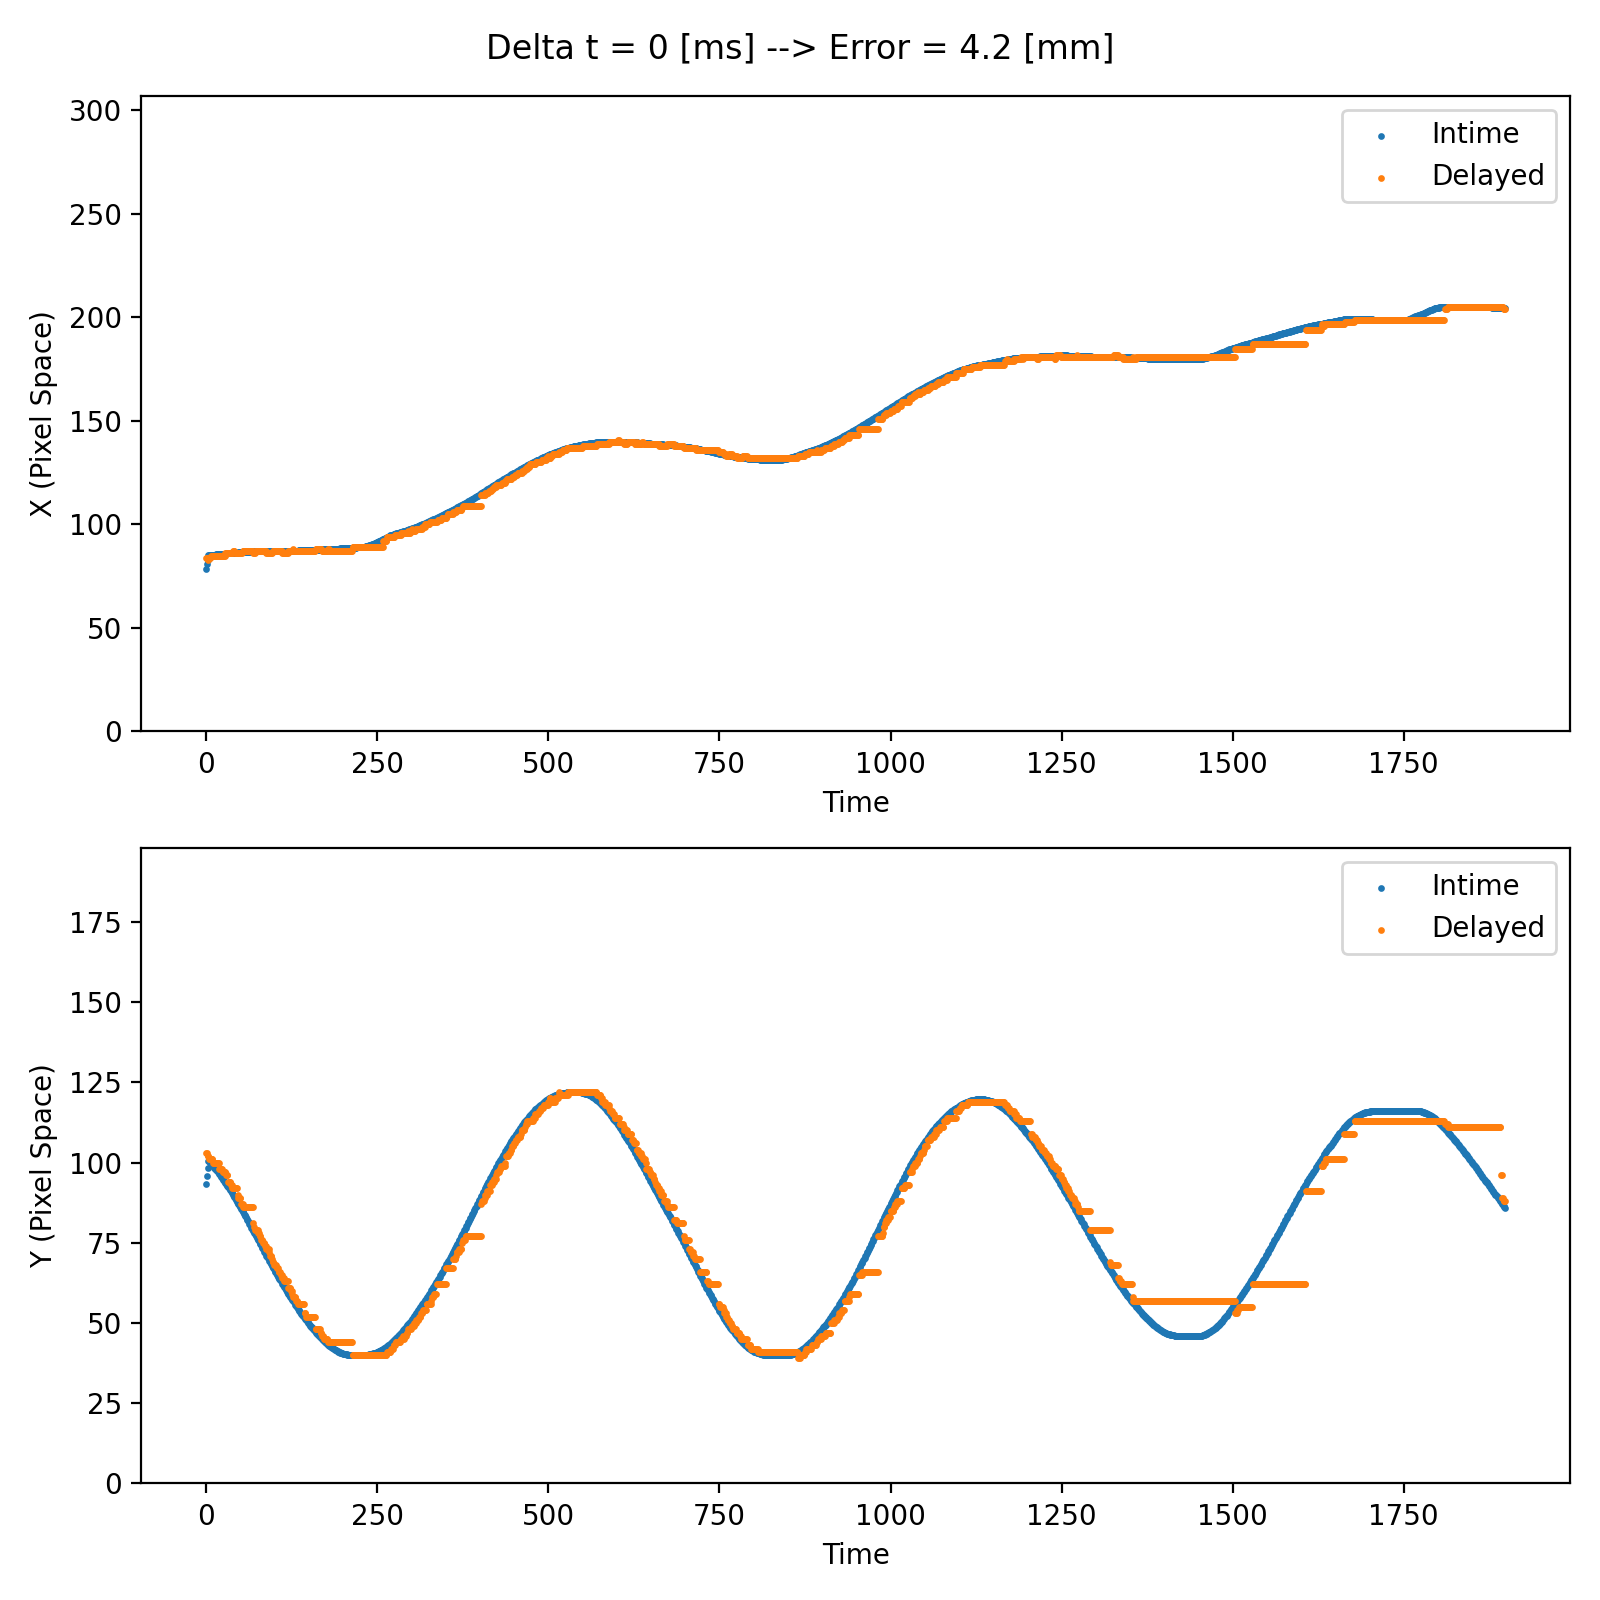 Delta t = 0 [ms] --> Error = 4.2 [mm]
300
250
200
150
100
50
0
X (Pixel Space)
Intime
Delayed
0 250 500 750 1000 1250 1500 1750
Time
175
150
125
100
75
50
25
0
Y (Pixel Space)
Intime
Delayed
0 250 500 750 1000 1250 1500 1750
Time